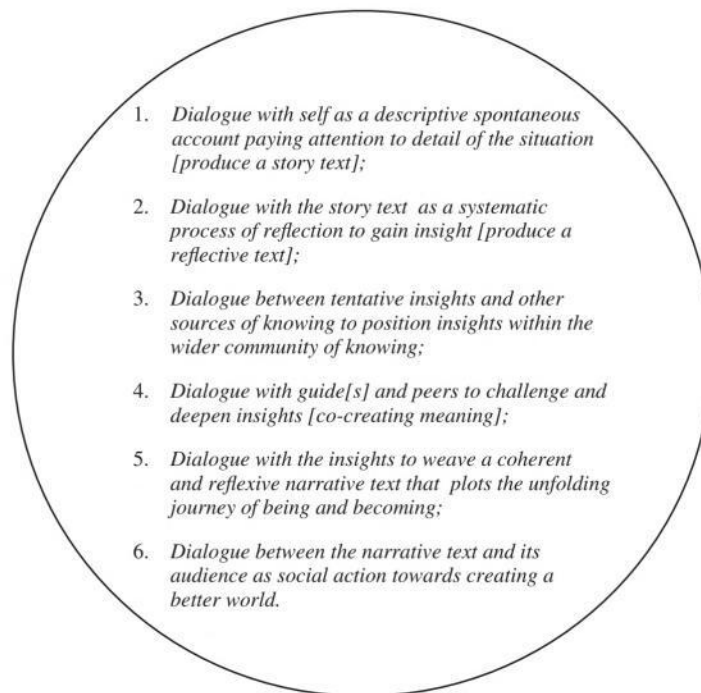 1. Dialogue with self as a descriptive spontaneous
account paying attention to detail of the situation
[produce a story text];
2. Dialogue with the story text as a systematic
process of reflection to gain insight [produce a
reflective text];
3. Dialogue between tentative insights and other
sources of knowing to position insights within the
wider community of knowing;
4. Dialogue with guide[s] and peers to challenge and
deepen insights [co-creating meaning];
5. Dialogue with the insights to weave a coherent
and reflexive narrative text that plots the unfolding
journey of being and becoming;
6. Dialogue between the narrative text and its
audience as social action towards creating a
better world.